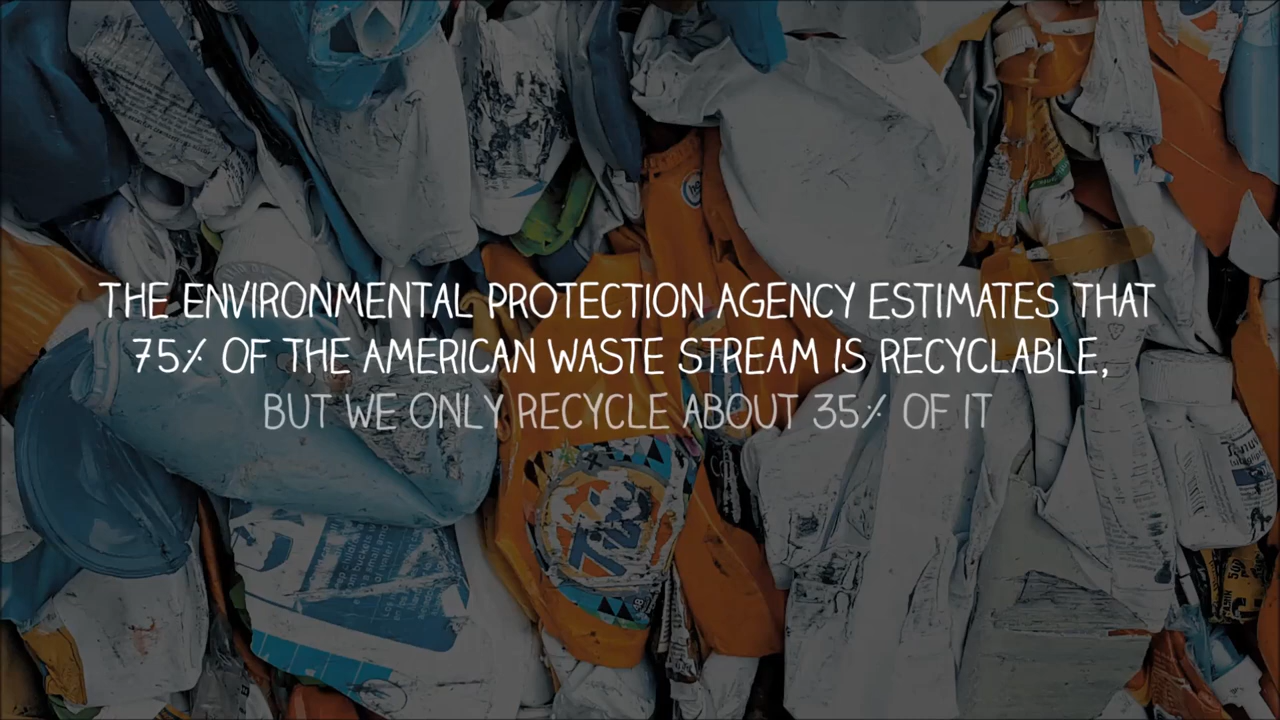 THE ENVIRONMENTAL PROTECTION AGENCY ESTIMATES THAT
75% OF THE AMERICAN WASTE STREAM IS RECYCLABLE,
BUT WE ONLY RECYCLE ABOUT 35% OF IT
Tide